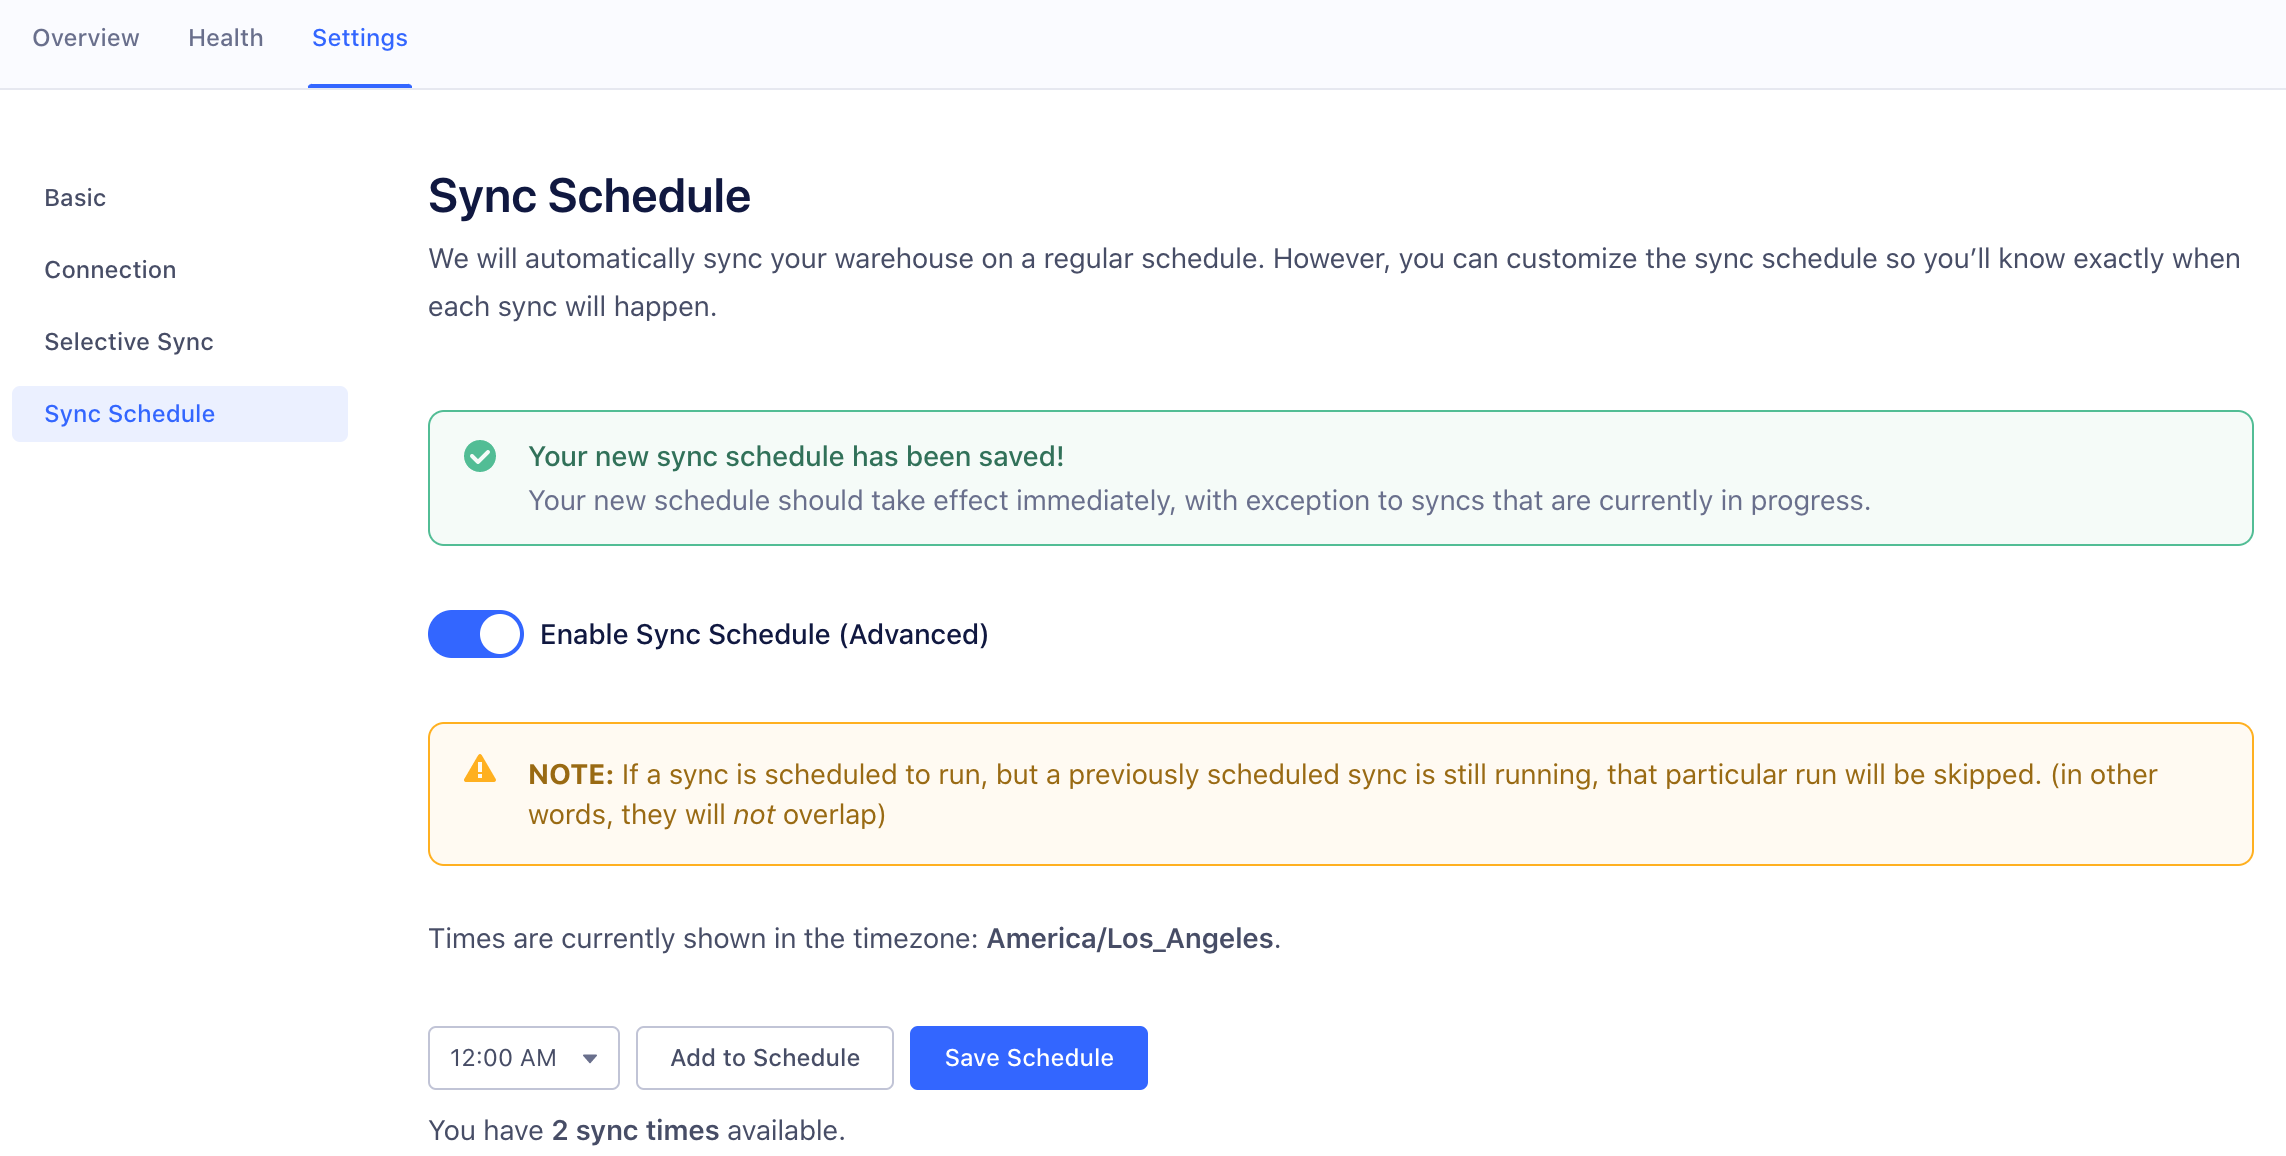 Overview Health Settings
Basic
Connection
Selective Sync
Sync Schedule
Sync Schedule
We will automatically sync your warehouse on a regular schedule. However, you can customize the sync schedule so you’ll know exactly when
each sync will happen.
Your new sync schedule has been saved!
Your new schedule should take effect immediately, with exception to syncs that are currently in progress.
Enable Sync Schedule (Advanced)
NOTE: If a sync is scheduled to run, but a previously scheduled sync is still running, that particular run will be skipped. (in other
words, they will not overlap)
Times are currently shown in the timezone: America/Los_Angeles.
12:00 AM Add to Schedule Save Schedule
You have 2 sync times available.